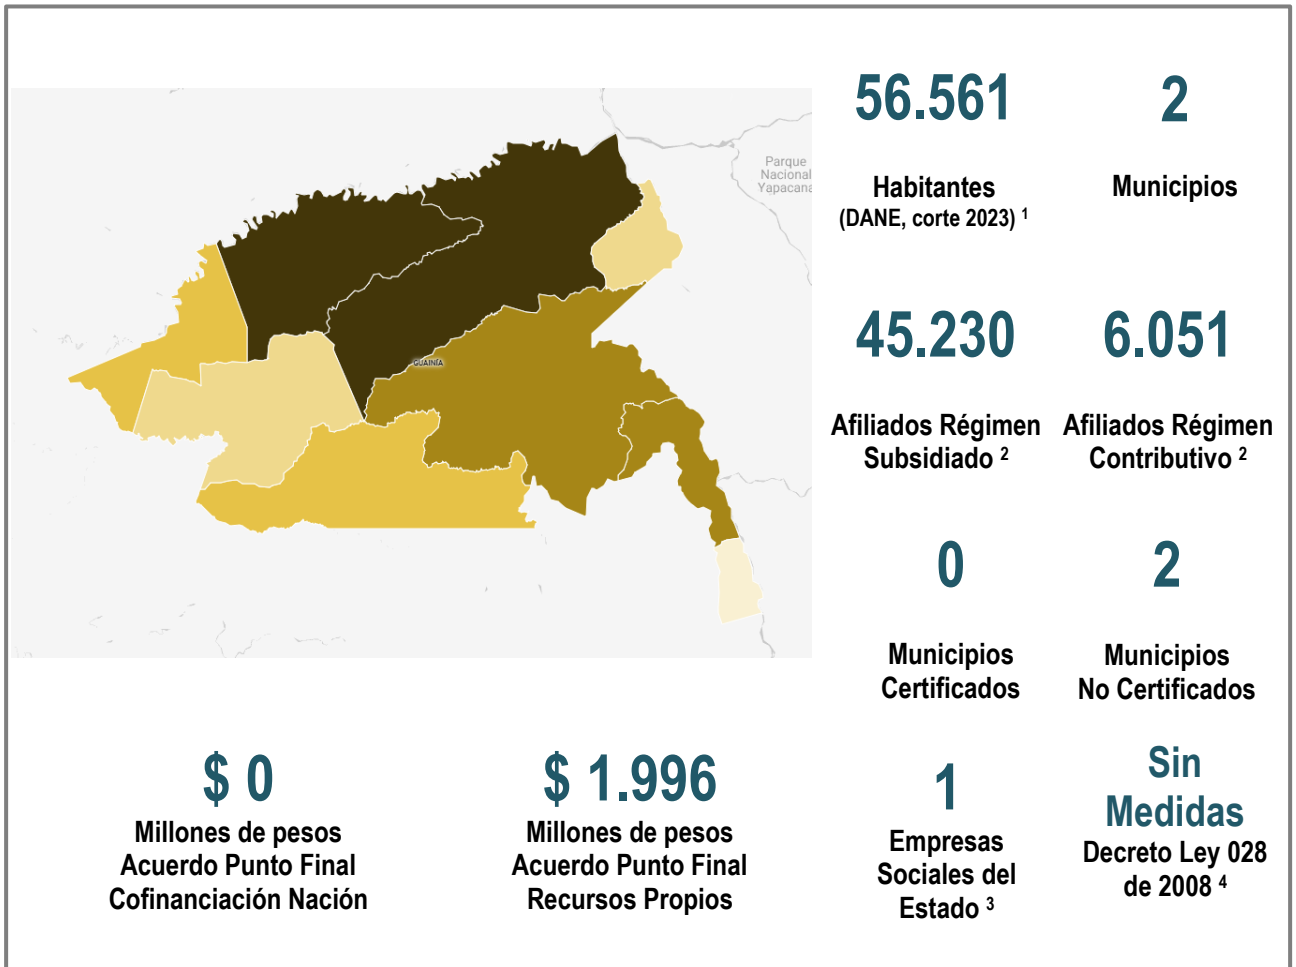 Parque
Nacional
Yapacana
GUAINÍA
56.561
Habitantes
(DANE, corte 2023) 1
2
Municipios
45.230
Afiliados Régimen
Subsidiado 2
6.051
Afiliados Régimen
Contributivo 2
0
Municipios
Certificados
2
Municipios
No Certificados
$ 0
Millones de pesos
Acuerdo Punto Final
Cofinanciación Nación
$ 1.996
Millones de pesos
Acuerdo Punto Final
Recursos Propios
1
Empresas
Sociales del
Estado 3
Sin
Medidas
Decreto Ley 028
de 2008 4